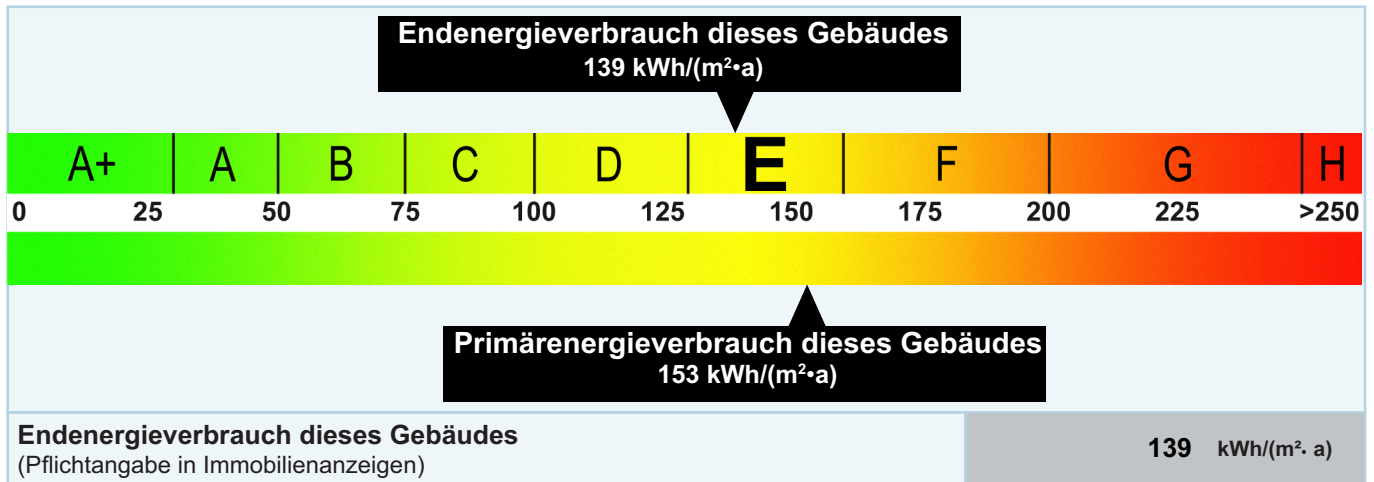 Endenergieverbrauch dieses Gebäudes
139 kWh/(m²•a)
A+ A B C D E F G H
0 25 50 75 100 125 150 175 200 225 >250
Primärenergieverbrauch dieses Gebäudes
153 kWh/(m²•a)
Endenergieverbrauch dieses Gebäudes
(Pflichtangabe in Immobilienanzeigen)
139 kWh/(m²· a)